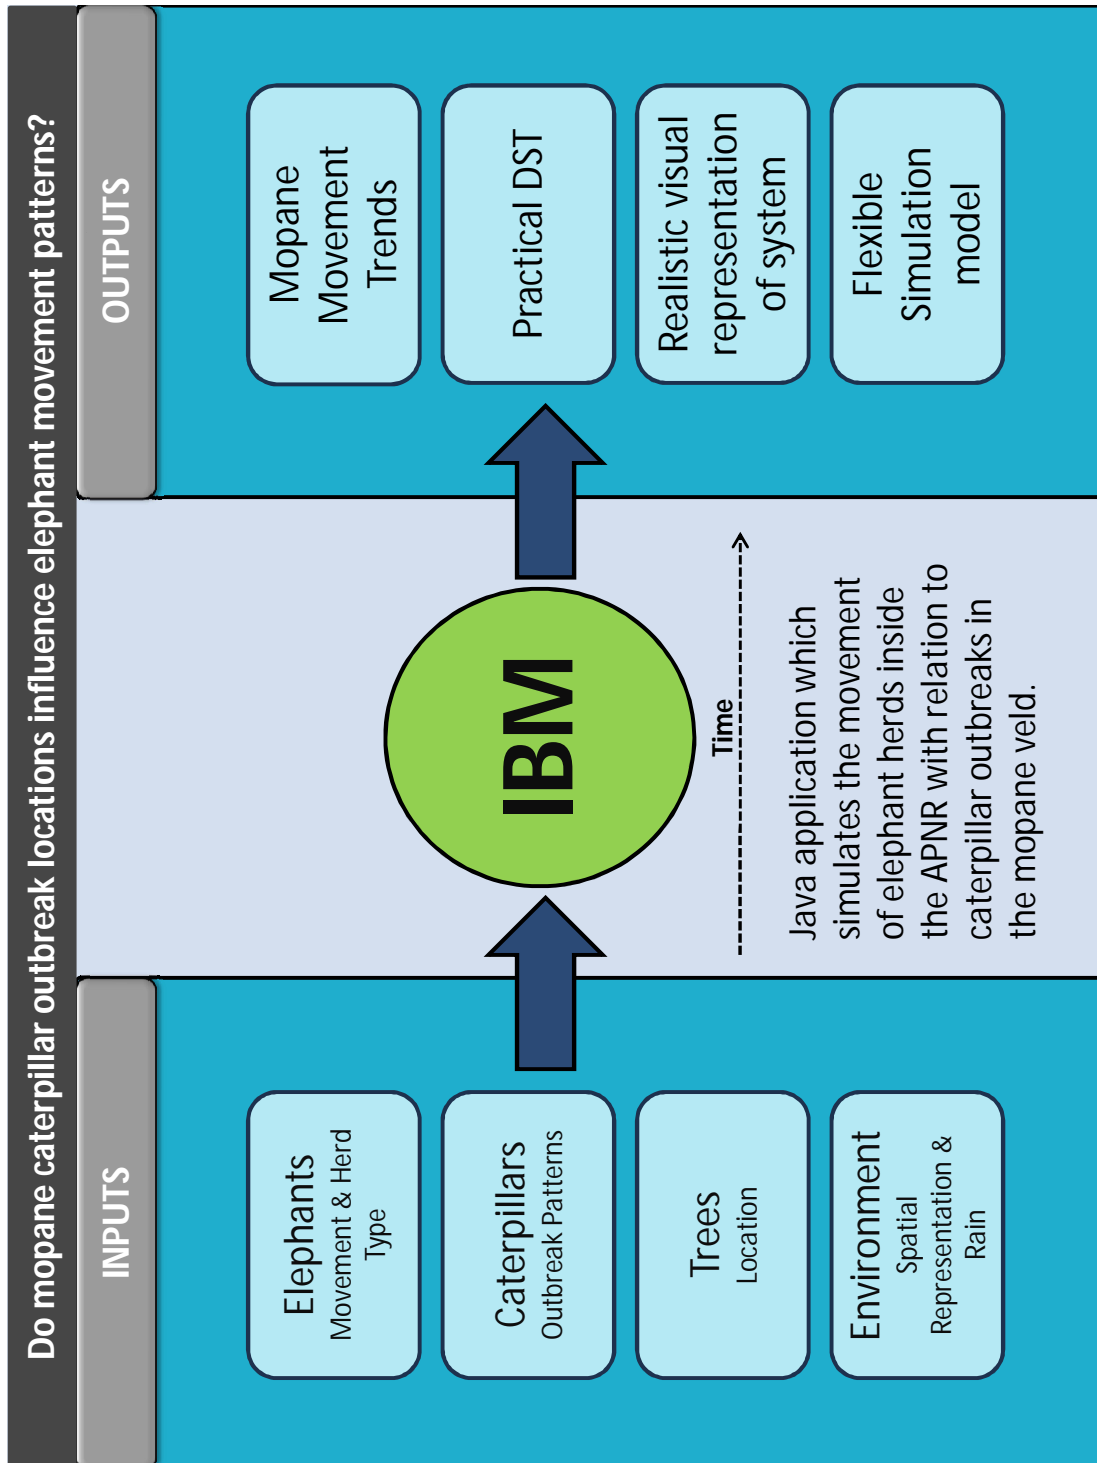 Do mopane caterpillar outbreak locations influence elephant movement patterns?
INPUTS
Elephants
Movement & Herd
Type
Caterpillars
Outbreak Patterns
Trees
Location
Environment
Spatial
Representation &
Rain
IBM
Time
Java application which
simulates the movement
of elephant herds inside
the APNR with relation to
caterpillar outbreaks in
the mopane veld.
OUTPUTS
Mopane
Movement
Trends
Practical DST
Realistic visual
representation
of system
Flexible
Simulation
model